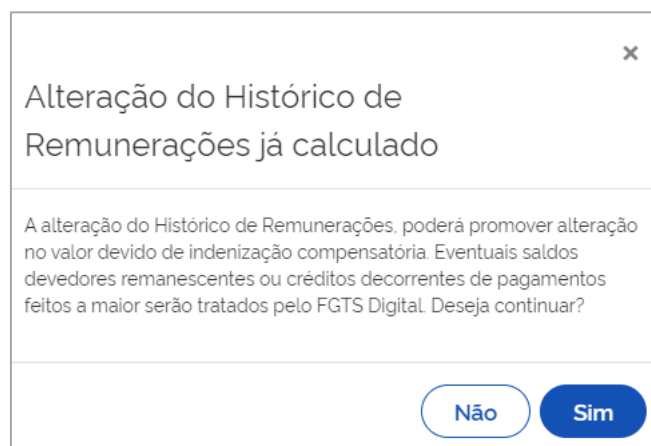 ×
Alteração do Histórico de
Remunerações já calculado
A alteração do Histórico de Remunerações, poderá promover alteração
no valor devido de indenização compensatória. Eventuais saldos
devedores remanescentes ou créditos decorrentes de pagamentos
feitos a maior serão tratados pelo FGTS Digital. Deseja continuar?
Não Sim